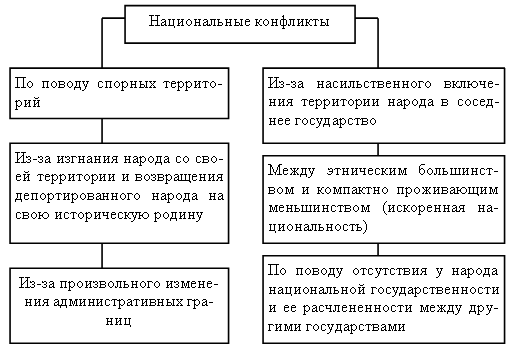 Национальные конфликты
По поводу спорных террито-
рий
Из-за изгнания народа со сво-
ей территории и возвращения
депортированного народа на
свою историческую родину
Из-за произвольного измене-
ния административных гра-
ниц
Из-за насильственного включе-
ния территории народа в сосед-
нее государство
Между этническим большинст-
вом и компактно проживающим
меньшинством (искоренная на-
циональность)
По поводу отсутствия у народа
национальной государственности
и ее расчлененности между дру-
гими государствами